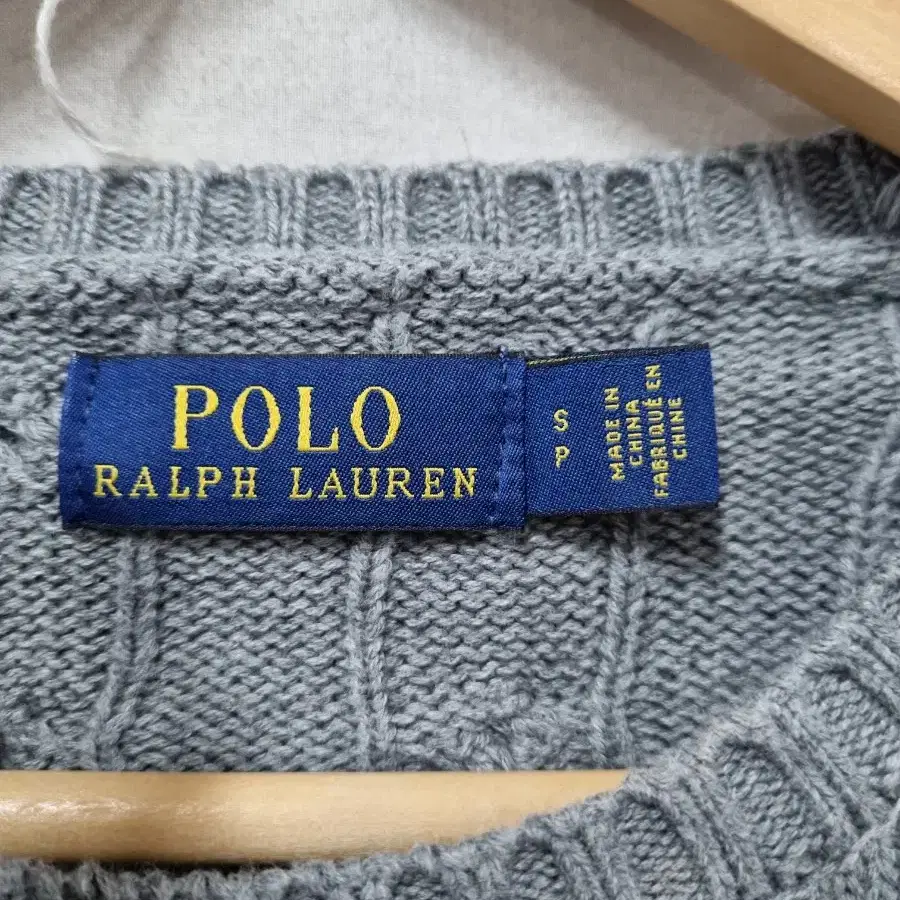 POLO
RALPH LAUREN
S
P
MADE IN
CHINA
FABRIQUÉ EN
CHINE